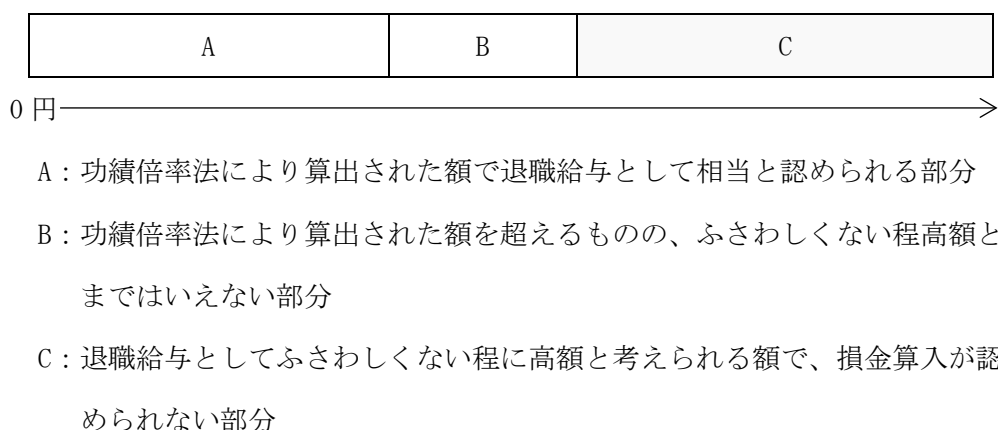 A B C
0 円
A：功績倍率法により算出された額で退職給与として相当と認められる部分
B：功績倍率法により算出された額を超えるものの、ふさわしくない程高額と
まではいえない部分
C：退職給与としてふさわしくない程に高額と考えられる額で、損金算入が認
められない部分